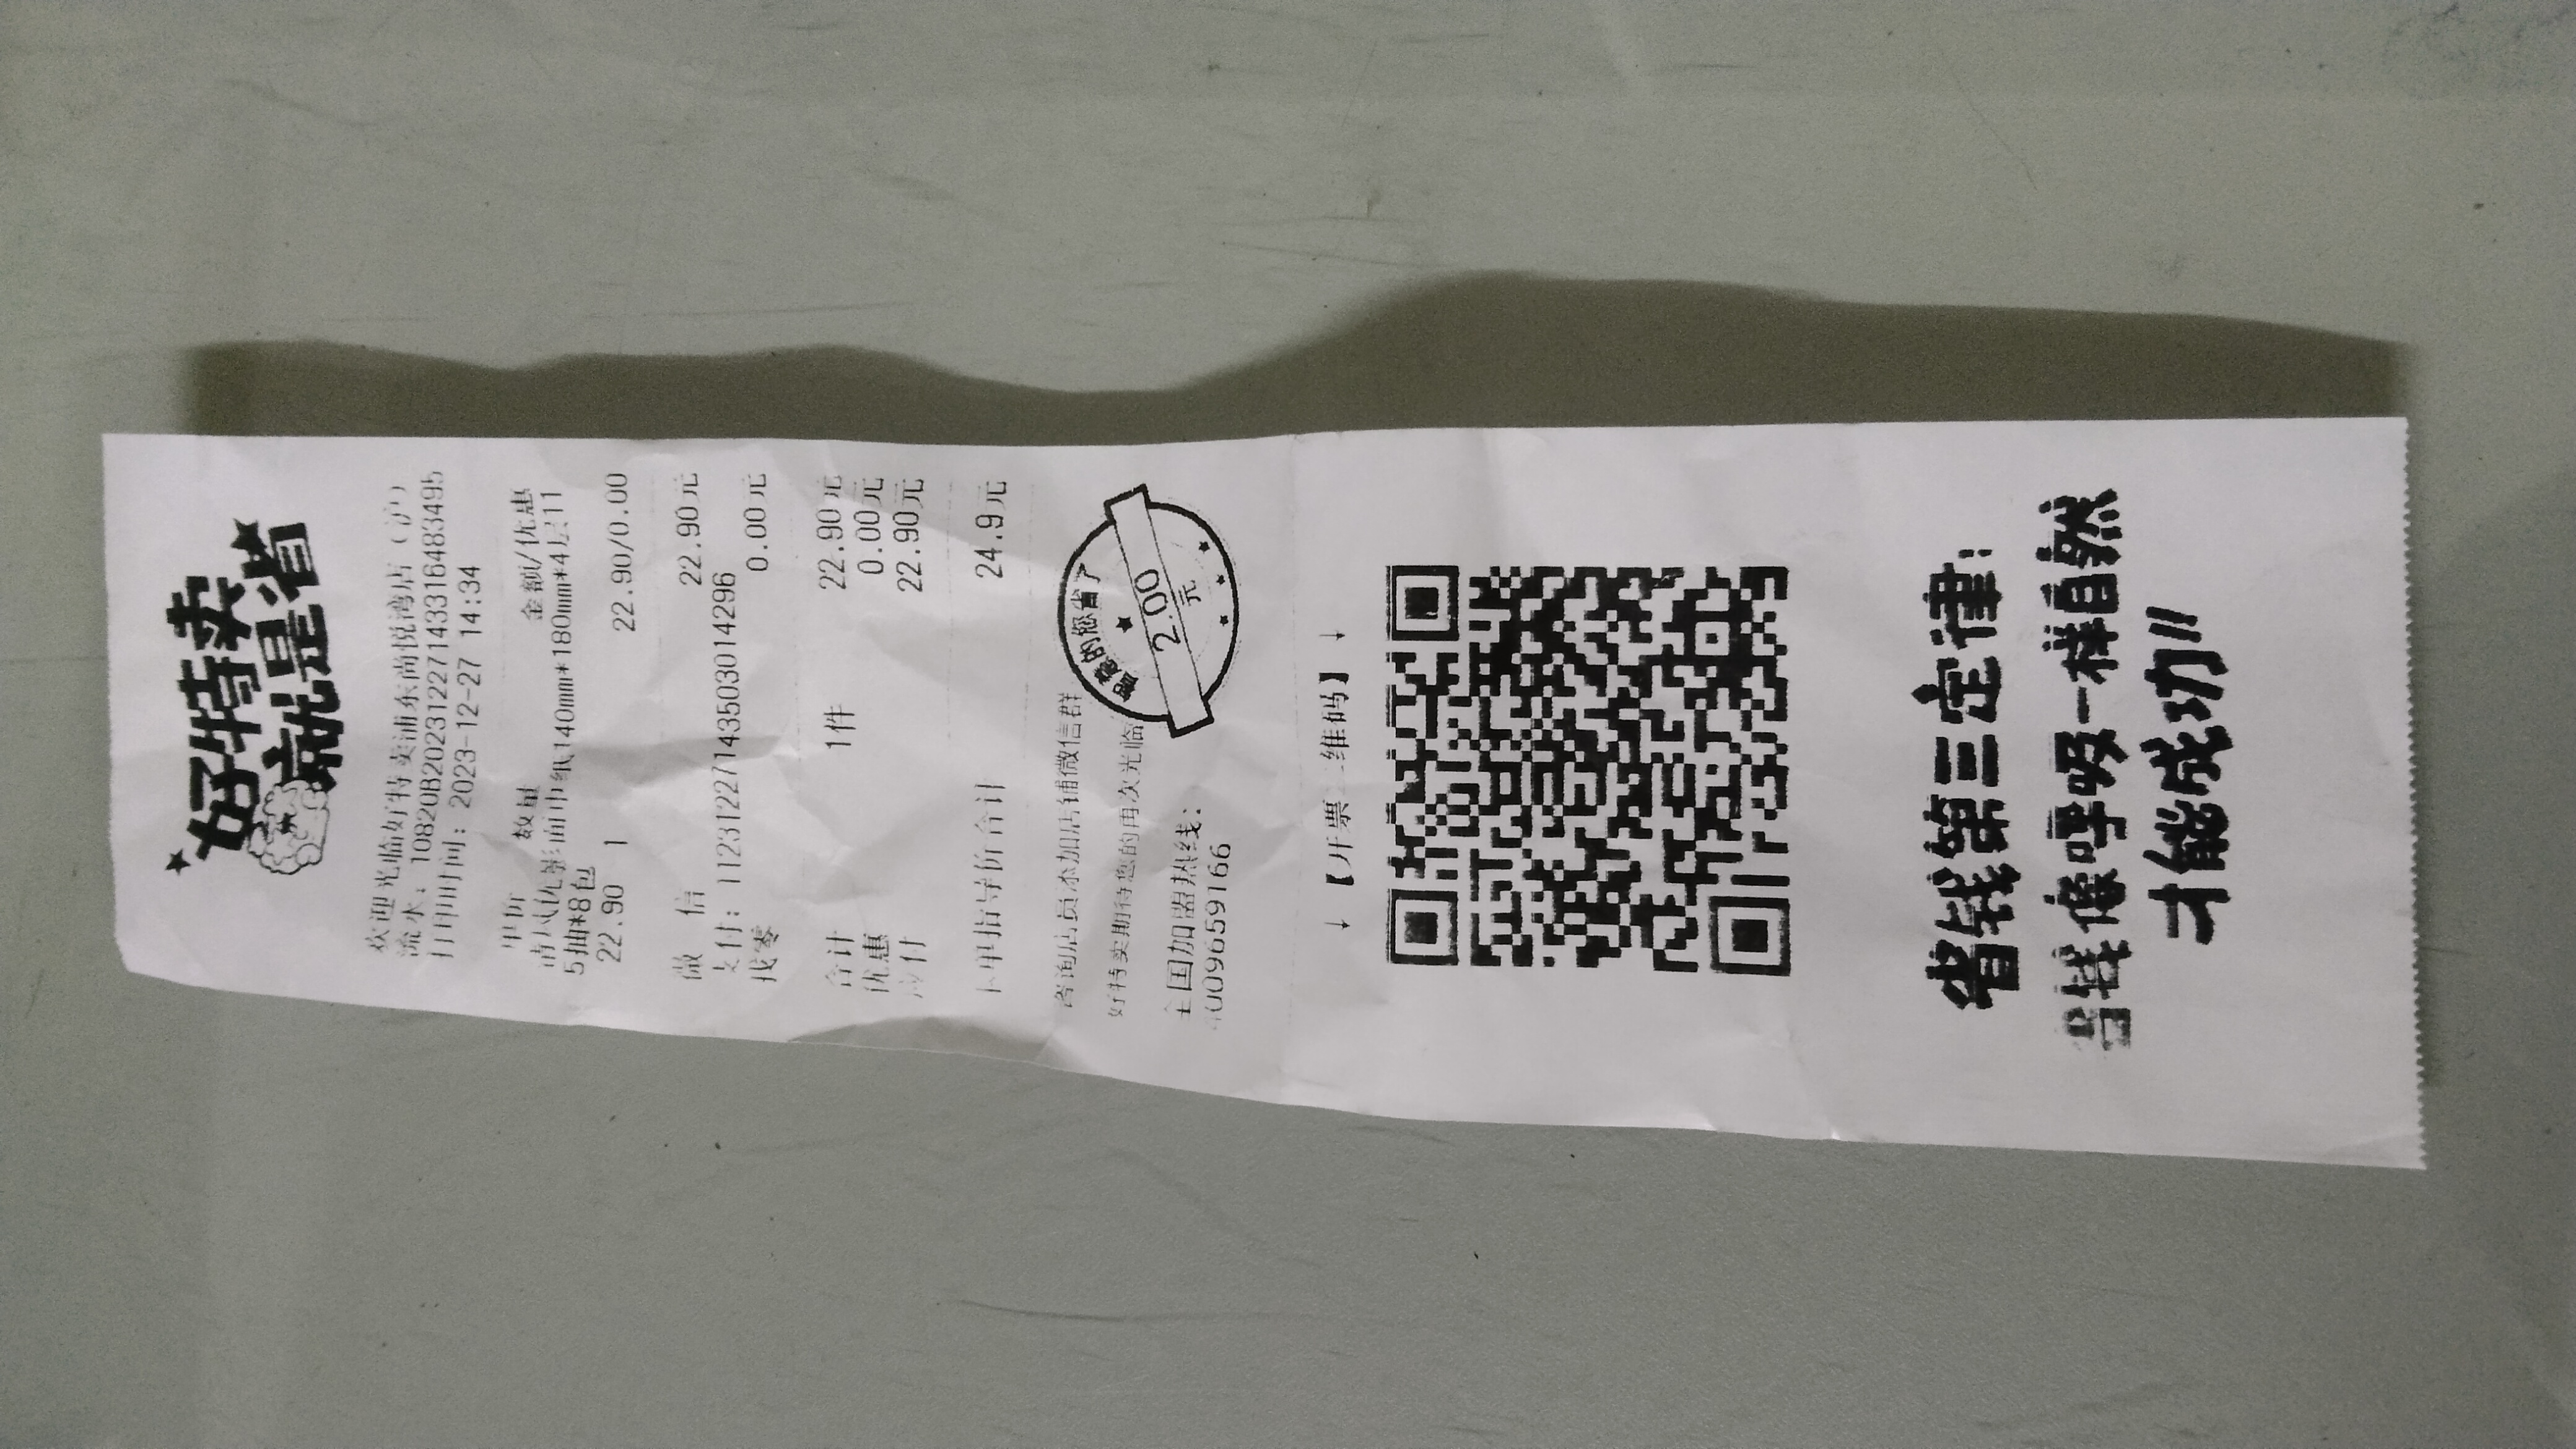 好特卖
就是省
欢迎光临好特卖浦东尚悦湾店（沪）
流水：10820B202312271433164834​95
打印时间：2023-12-27 14:34
单价 数量 金额/优惠
清风优影面巾纸140mm*180mm*4层11
5抽*8包
22.90 1 22.90/0.00
微 信 22.90元
支付：112312271435030142​96
找零 0.00元
合计 1件 22.90元
优惠 0.00元
应付 22.90元
下单指导价合计 24.9元
咨询店员添加店铺微信群
好特卖期待您的再次光临
聪慧的您省了
2.00
元
全国加盟热线：
4009659166
↓ 【开票二维码】 ↓
省钱第三定律：
省钱像呼吸一样自然
才能成功!!